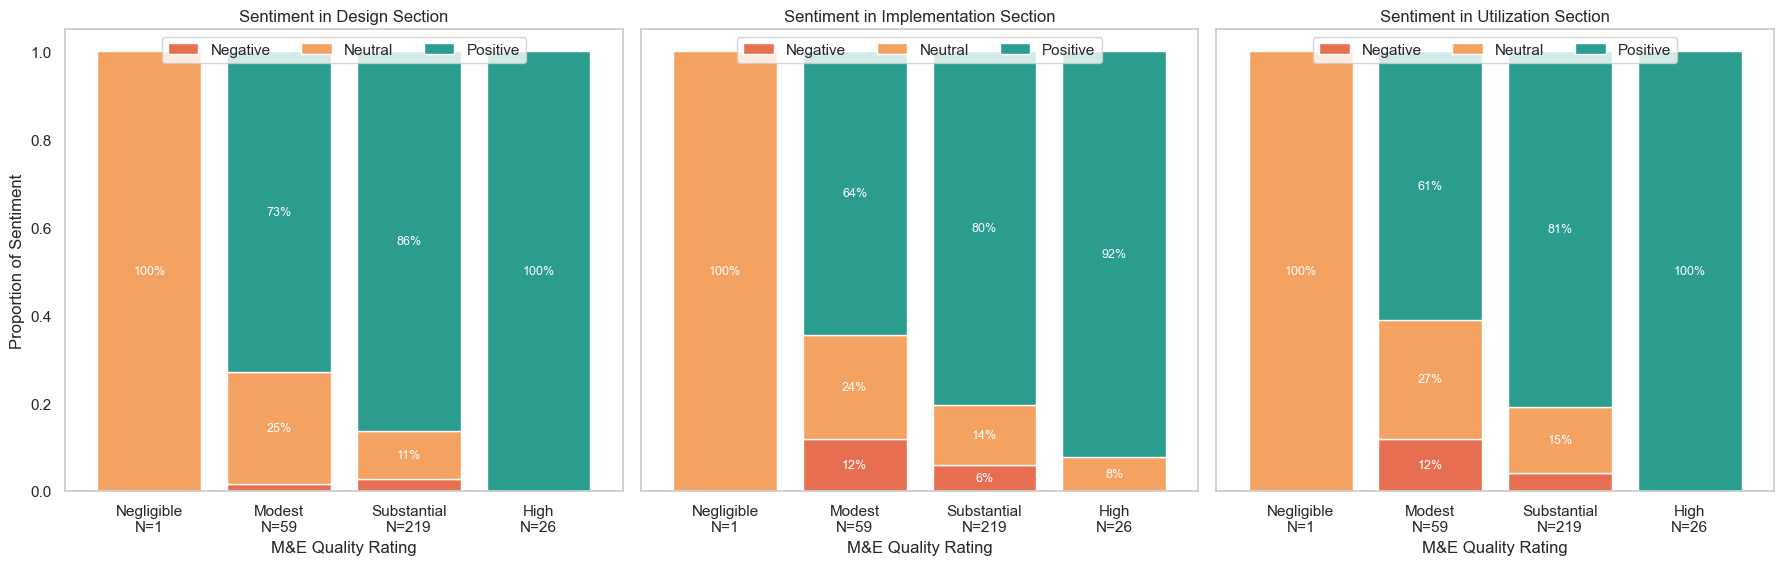 Sentiment in Design Section
Negative Neutral Positive
Proportion of Sentiment
1.0
0.8
0.6
0.4
0.2
0.0
100%
73%
25%
86%
11%
100%
Negligible Modest Substantial High
N=1 N=59 N=219 N=26
M&E Quality Rating
Sentiment in Implementation Section
Negative Neutral Positive
100%
64%
24%
12%
80%
14%
6%
92%
8%
Negligible Modest Substantial High
N=1 N=59 N=219 N=26
M&E Quality Rating
Sentiment in Utilization Section
Negative Neutral Positive
100%
61%
27%
12%
81%
15%
100%
Negligible Modest Substantial High
N=1 N=59 N=219 N=26
M&E Quality Rating